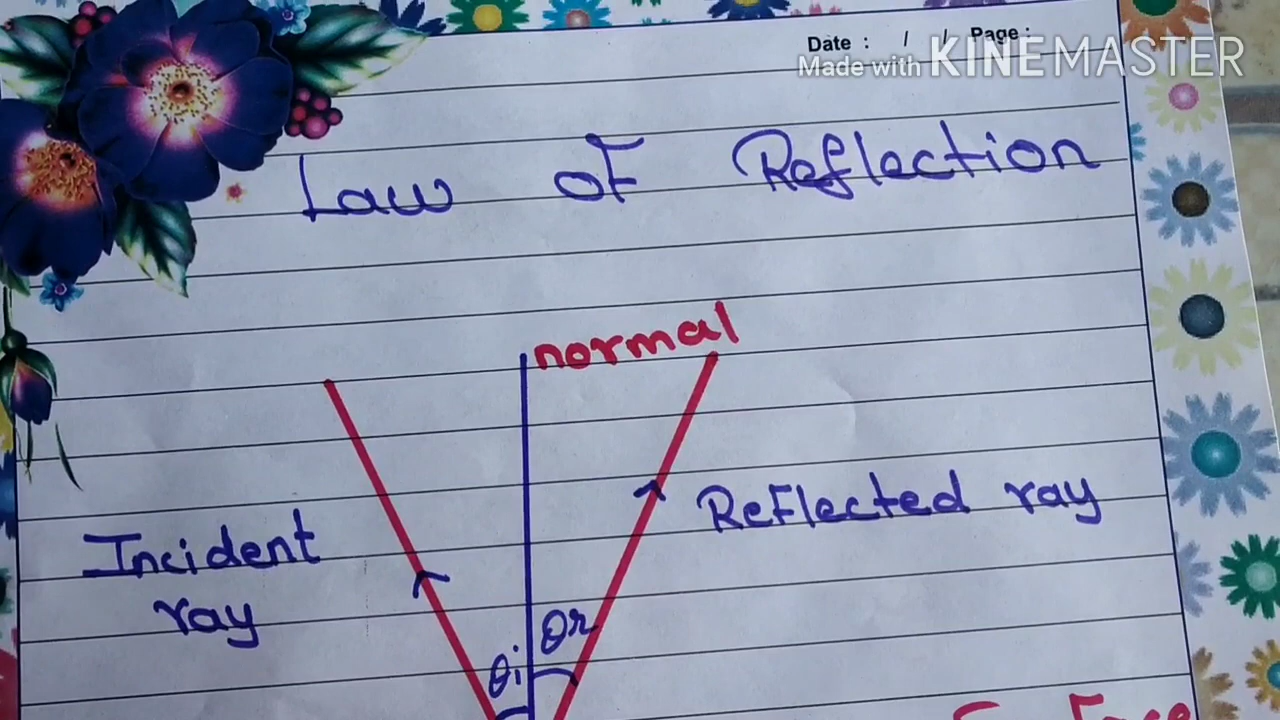 Date : / / Page :
Made with KINEMASTER
Law of Reflection
normal
Reflected ray
Incident
ray
θr
θi